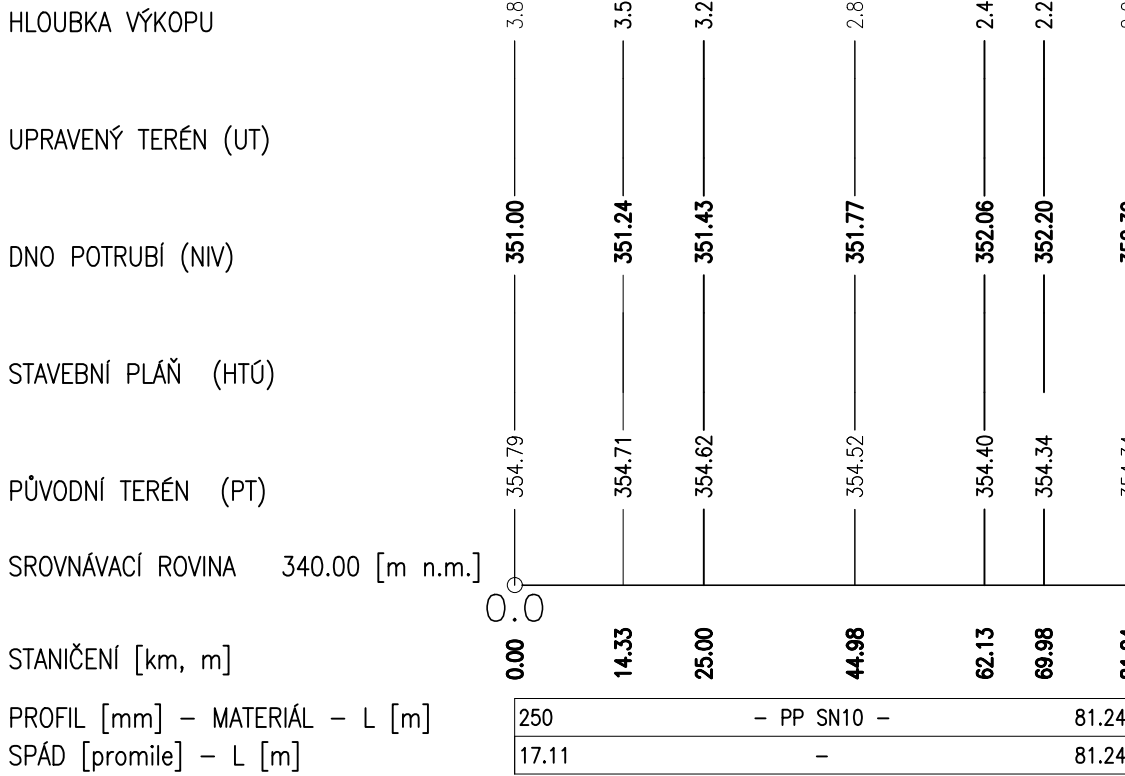 HLOUBKA VÝKOPU 3.8 3.5 3.2 2.8 2.4 2.2
UPRAVENÝ TERÉN (UT)
DNO POTRUBÍ (NIV) 351.00 351.24 351.43 351.77 352.06 352.20
STAVEBNÍ PLÁŇ (HTÚ)
PŮVODNÍ TERÉN (PT) 354.79 354.71 354.62 354.52 354.40 354.34
SROVNÁVACÍ ROVINA 340.00 [m n.m.]
0.0
STANIČENÍ [km, m] 0.00 14.33 25.00 44.98 62.13 69.98
PROFIL [mm] – MATERIÁL – L [m] 250 – PP SN10 – 81.24
SPÁD [promile] – L [m] 17.11 – 81.24